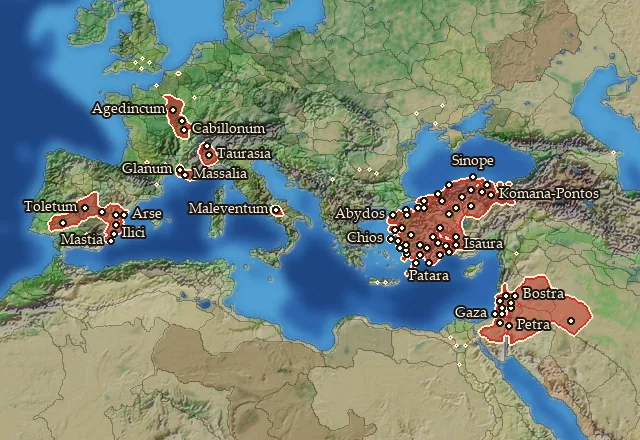 Agedincum
Cabillonum
Taurasia
Glanum
Massalia
Sinope
Komana-Pontos
Toletum
Arse
Maleventum
Abydos
Ilici
Mastia
Chios
Isaura
Patara
Bostra
Gaza
Petra